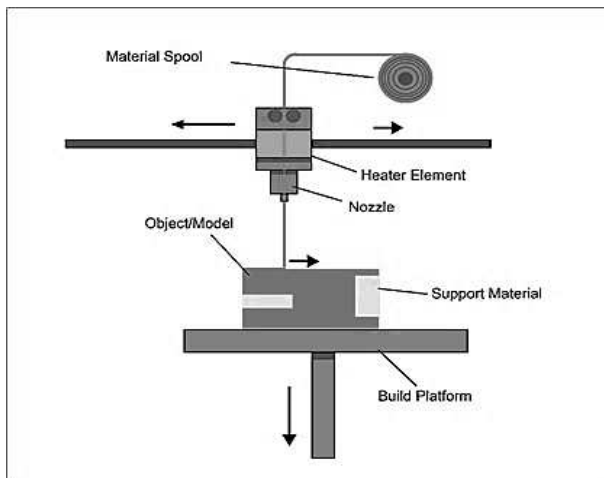 Material Spool
Heater Element
Nozzle
Object/Model
Support Material
Build Platform